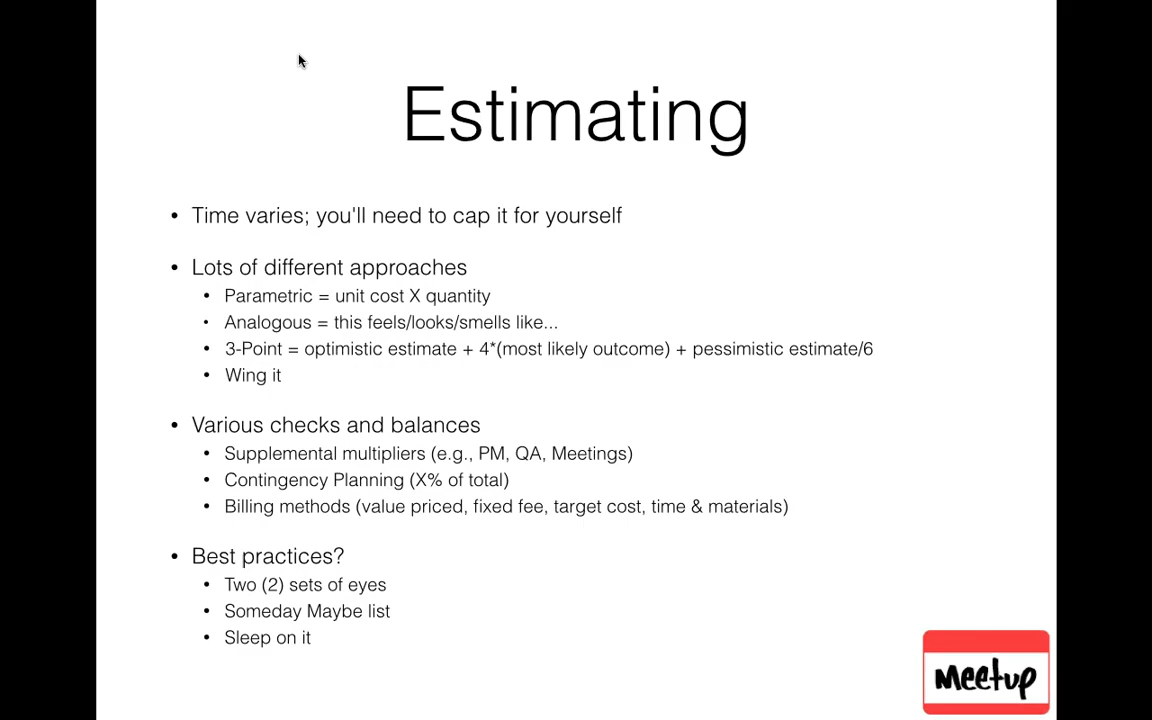 Estimating
• Time varies; you'll need to cap it for yourself
• Lots of different approaches
• Parametric = unit cost X quantity
• Analogous = this feels/looks/smells like...
• 3-Point = optimistic estimate + 4*(most likely outcome) + pessimistic estimate/6
• Wing it
• Various checks and balances
• Supplemental multipliers (e.g., PM, QA, Meetings)
• Contingency Planning (X% of total)
• Billing methods (value priced, fixed fee, target cost, time & materials)
• Best practices?
• Two (2) sets of eyes
• Someday Maybe list
• Sleep on it
Meetup